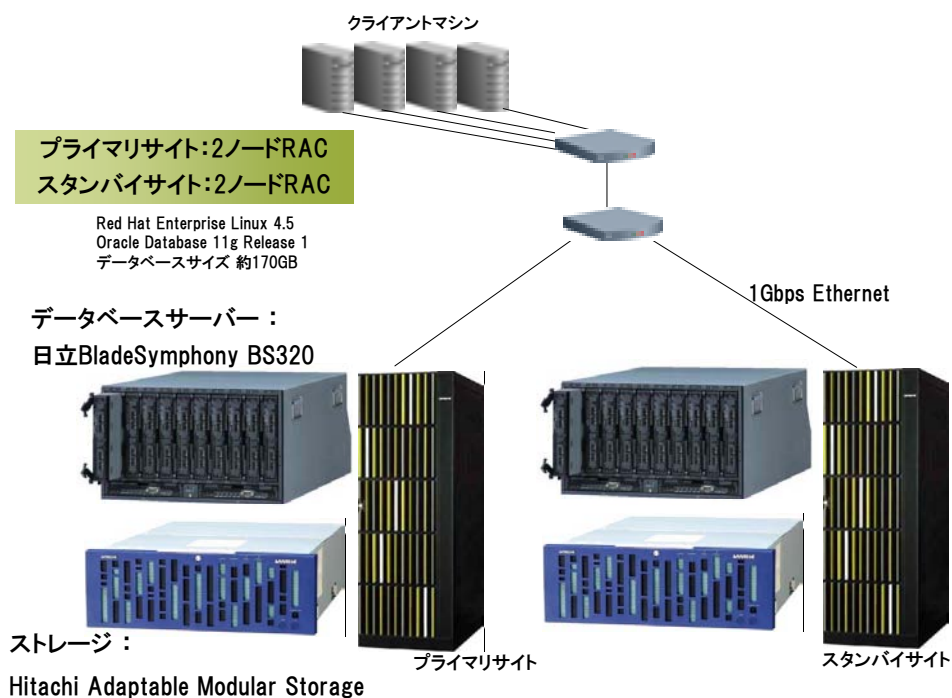 クライアントマシン
プライマリサイト：2ノードRAC
スタンバイサイト：2ノードRAC
Red Hat Enterprise Linux 4.5
Oracle Database 11g Release 1
データベースサイズ 約170GB
1Gbps Ethernet
データベースサーバー：
日立BladeSymphony BS320
ストレージ：
Hitachi Adaptable Modular Storage
プライマリサイト
スタンバイサイト